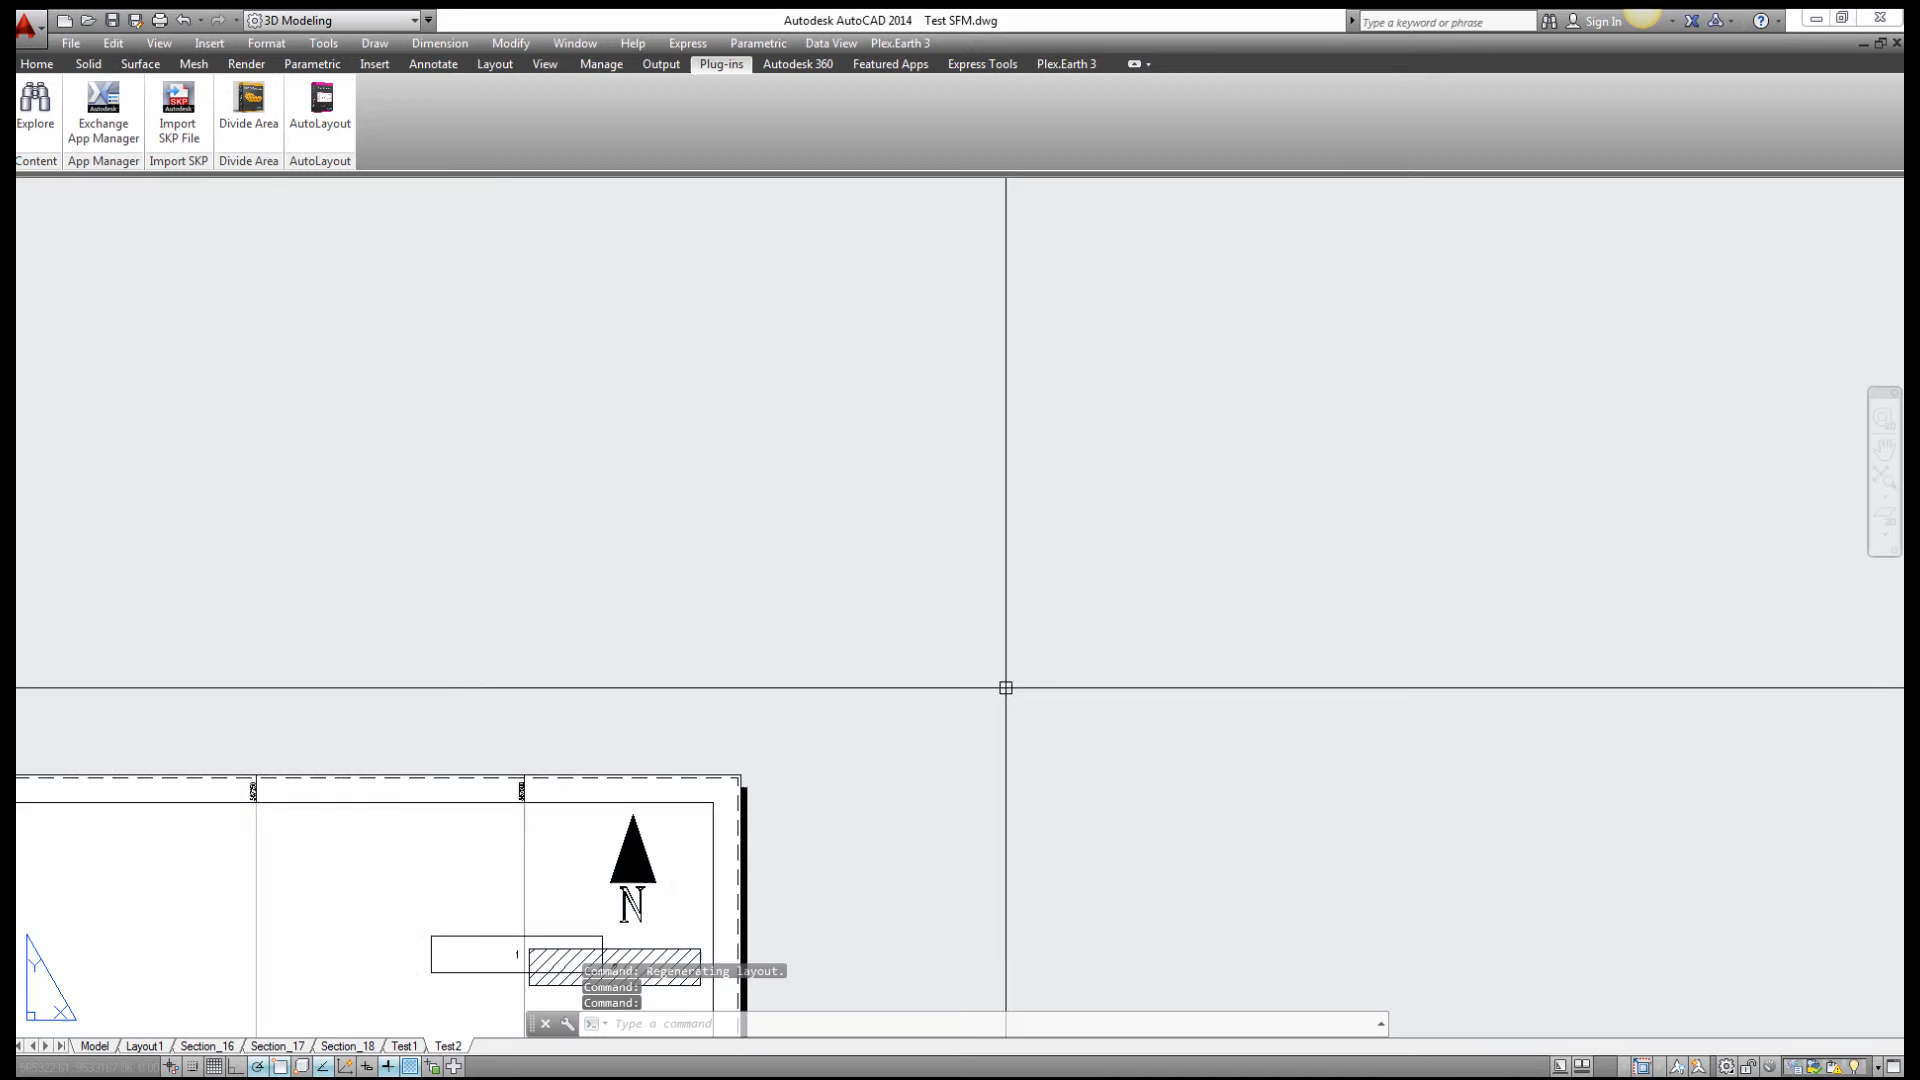 3D Modeling
Autodesk AutoCAD 2014 Test SFM.dwg
Type a keyword or phrase
Sign In
File Edit View Insert Format Tools Draw Dimension Modify Window Help Express Parametric Data View Plex.Earth 3
Home Solid Surface Mesh Render Parametric Insert Annotate Layout View Manage Output Plug-ins Autodesk 360 Featured Apps Express Tools Plex.Earth 3
Explore
Exchange
App Manager
Import
SKP File
Divide Area
AutoLayout
Content App Manager Import SKP Divide Area AutoLayout
N
Y
X
1
Command: Regenerating layout.
Command:
Command:
Type a command
Model Layout1 Section_16 Section_17 Section_18 Test1 Test2